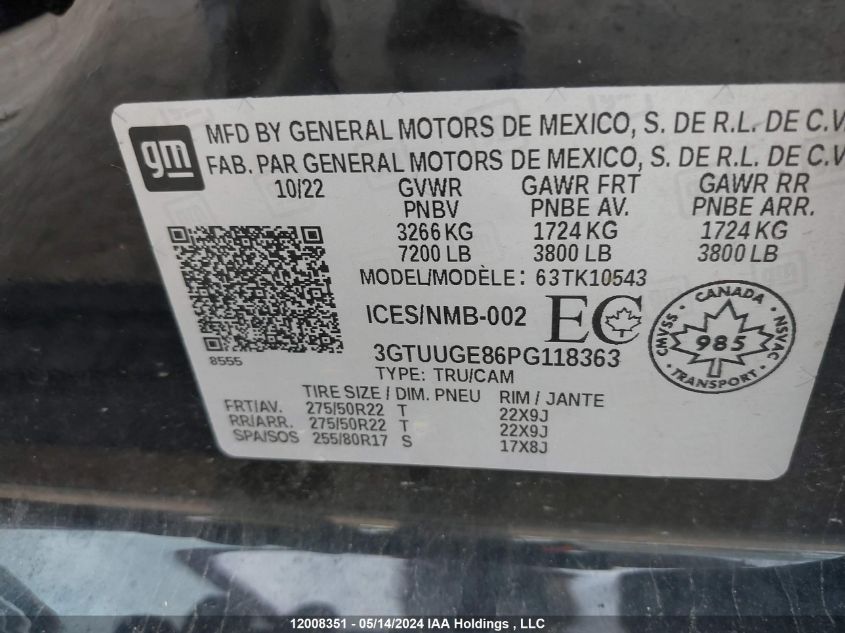 gm
MFD BY GENERAL MOTORS DE MEXICO, S. DE R.L. DE C.V.
FAB. PAR GENERAL MOTORS DE MEXICO, S. DE R.L. DE C.V
10/22 GVWR GAWR FRT GAWR RR
PNBV PNBE AV. PNBE ARR.
3266 KG 1724 KG 1724 KG
7200 LB 3800 LB 3800 LB
MODEL/MODÈLE: 63TK10543
ICES/NMB-002 EC
CANADA
CMVSS 985 NSVAC
TRANSPORT
8555
3GTUUGE86PG118363
TYPE: TRU/CAM
TIRE SIZE / DIM. PNEU RIM / JANTE
FRT/AV. 275/50R22 T 22X9J
RR/ARR. 275/50R22 T 22X9J
SPA/SOS 255/80R17 S 17X8J
12008351 - 05/14/2024 IAA Holdings , LLC